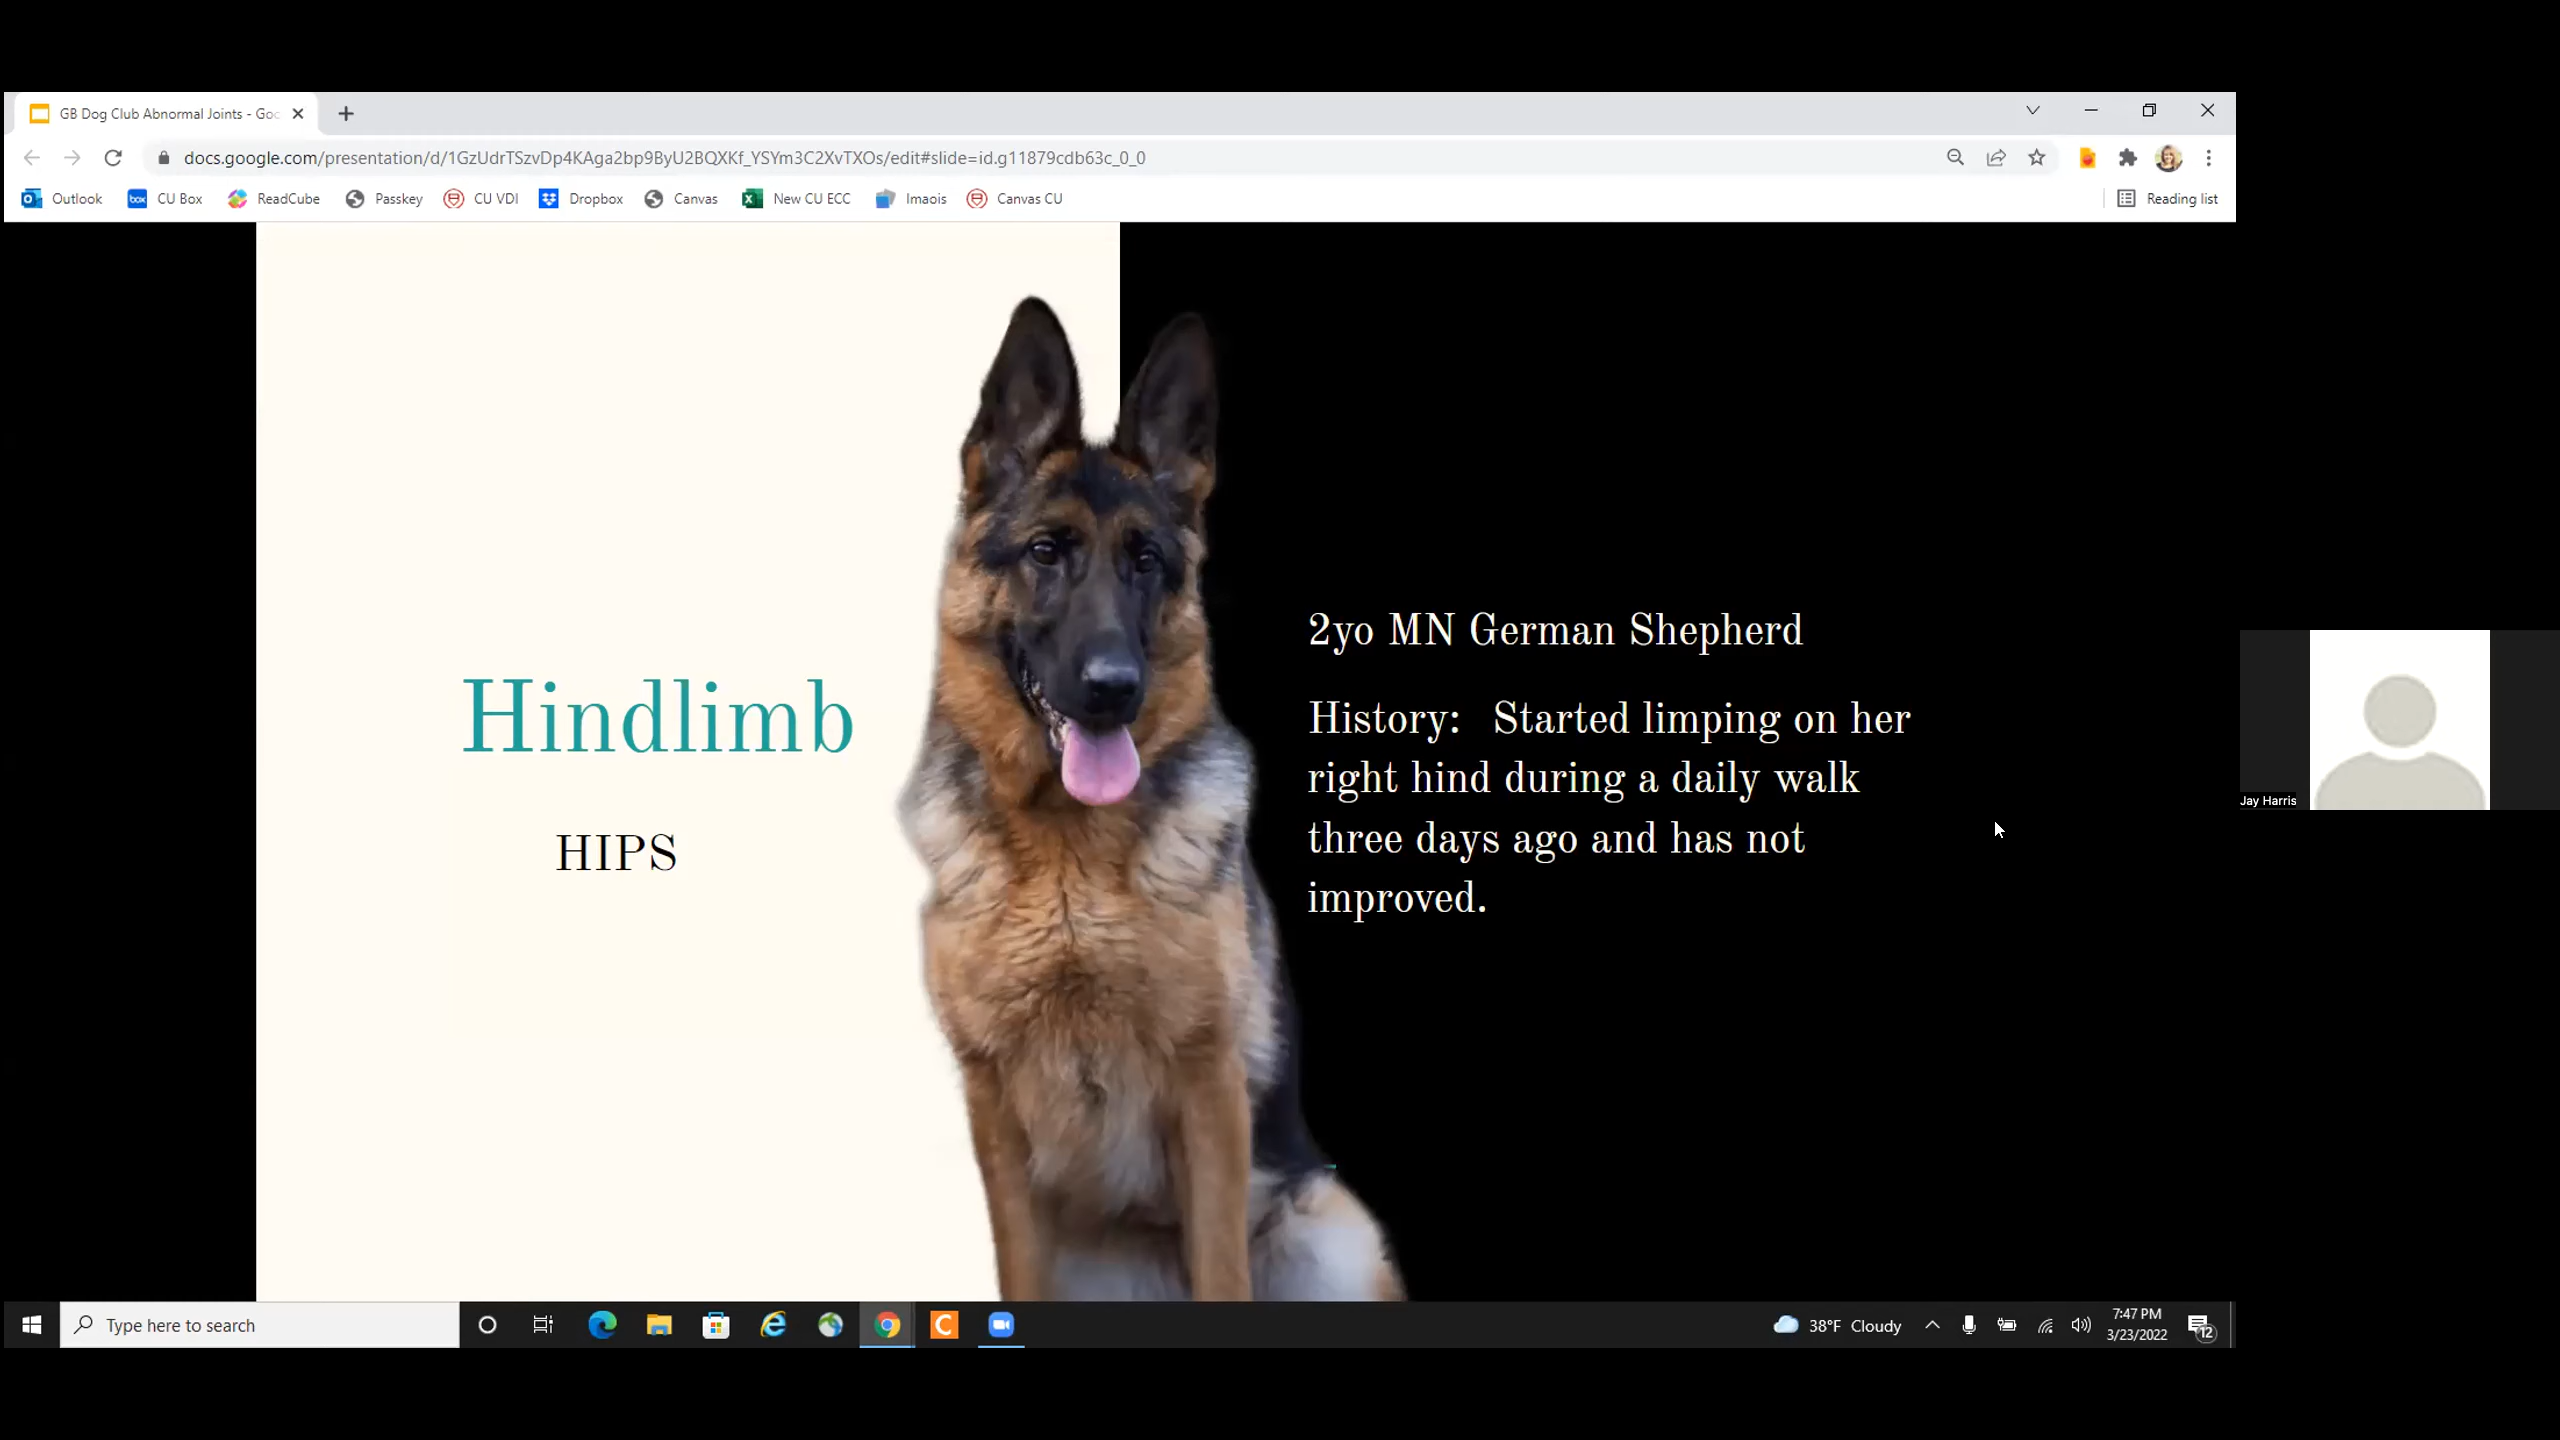 GB Dog Club Abnormal Joints - Goo
docs.google.com/presentation/d/1GzUdrTSzvDp4KAga2bp9ByU2BQXKf_YSYm3C2XvTXOs/edit#slide=id.g11879cdb63c_0_0
Outlook CU Box ReadCube Passkey CU VDI Dropbox Canvas New CU ECC Imaois Canvas CU Reading list
Hindlimb
HIPS
2yo MN German Shepherd
History: Started limping on her
right hind during a daily walk
three days ago and has not
improved.
Jay Harris
Type here to search
38°F Cloudy
7:47 PM
3/23/2022
12